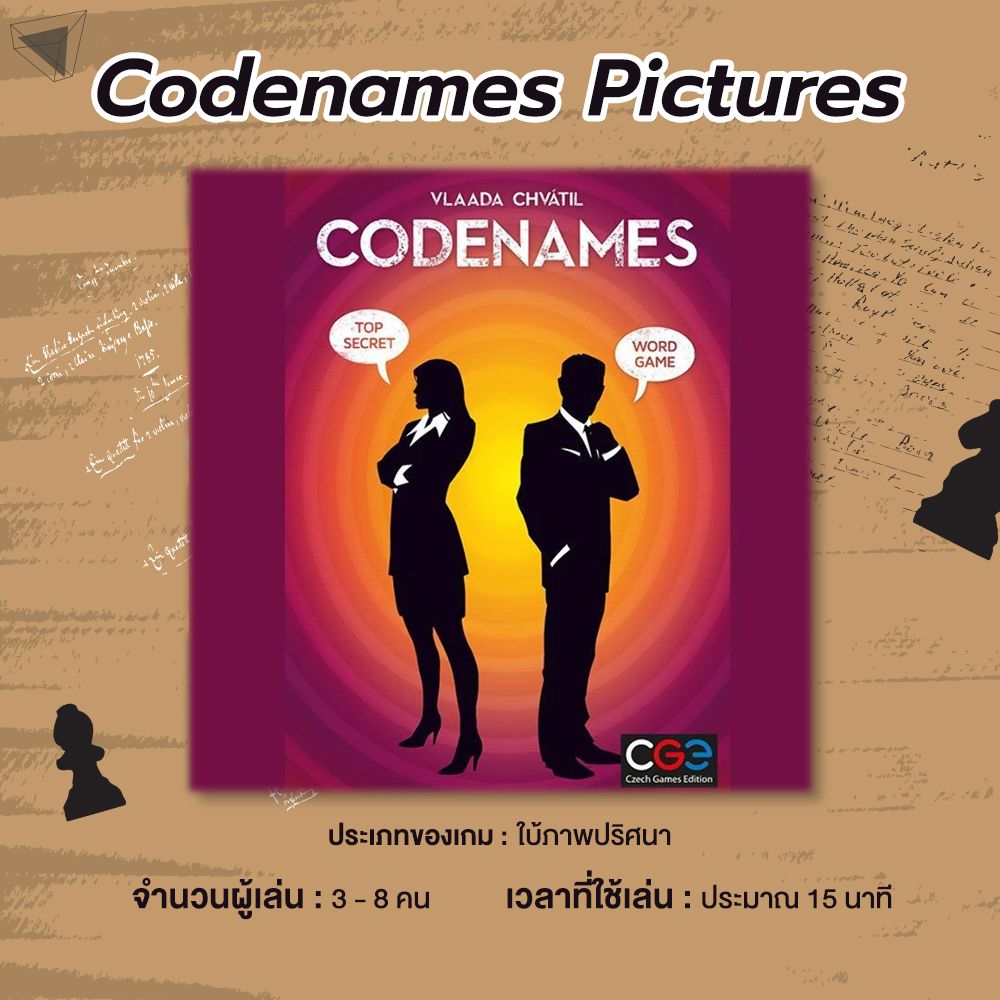 Codenames Pictures
VLAADA CHVÁTIL
CODENAMES
TOP
SECRET
WORD
GAME
CGE
Czech Games Edition
ประเภทของเกม : ใบ้ภาพปริศนา
จำนวนผู้เล่น : 3 - 8 คน
เวลาที่ใช้เล่น : ประมาณ 15 นาที